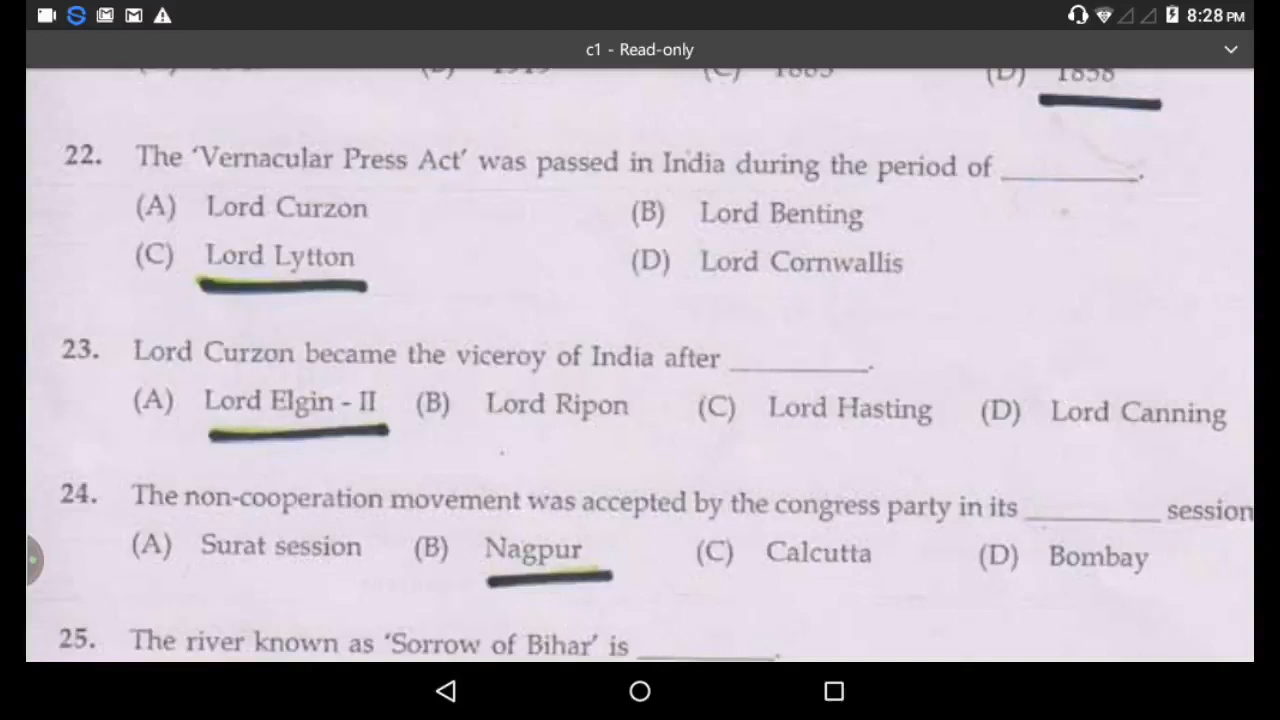 8:28 PM
c1 - Read-only
(D) 1858
22. The 'Vernacular Press Act' was passed in India during the period of ________.
(A) Lord Curzon (B) Lord Benting
(C) Lord Lytton (D) Lord Cornwallis
23. Lord Curzon became the viceroy of India after ________.
(A) Lord Elgin - II (B) Lord Ripon (C) Lord Hasting (D) Lord Canning
24. The non-cooperation movement was accepted by the congress party in its ________ session
(A) Surat session (B) Nagpur (C) Calcutta (D) Bombay
25. The river known as 'Sorrow of Bihar' is ________.